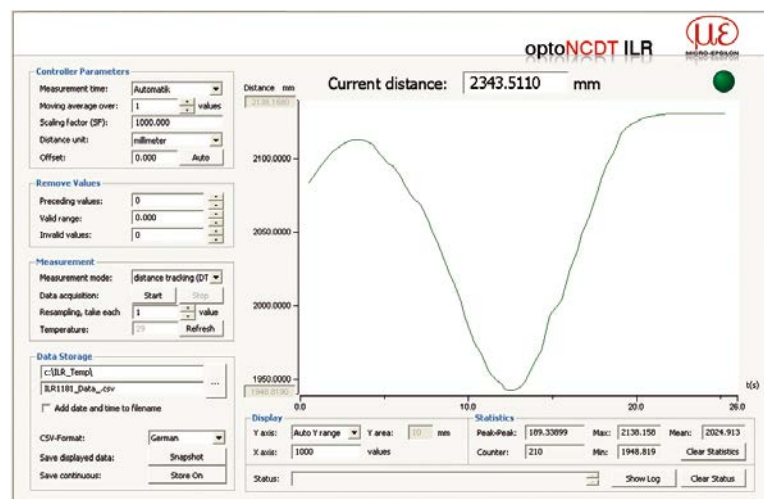 optoNCDT ILR
με
MICRO-EPSILON
Controller Parameters
Measurement time: Automatik
Moving average over: 1 values
Scaling factor (SF): 1000.000
Distance unit: millimeter
Offset: 0.000 Auto
Remove Values
Preceding values: 0
Valid range: 0.000
Invalid values: 0
Measurement
Measurement mode: distance tracking (DT
Data acquisition: Start Stop
Resampling, take each 1 value
Temperature: 29 Refresh
Data Storage
c:\ILR_Temp\
ILR1181_Data_.csv ...
Add date and time to filename
CSV-Format: German
Save displayed data: Snapshot
Save continuous: Store On
Distance mm Current distance: 2343.5110 mm
2138.1580
2100.0000
2050.0000
2000.0000
1950.0000
1948.8190
t(s)
0.0 10.0 20.0 26.0
Display
Y axis: Auto Y range Y area: 10 mm
X axis: 1000 values
Statistics
Peak-Peak: 189.33899 Max: 2138.158 Mean: 2024.913
Counter: 210 Min: 1948.819 Clear Statistics
Status: Show Log Clear Status